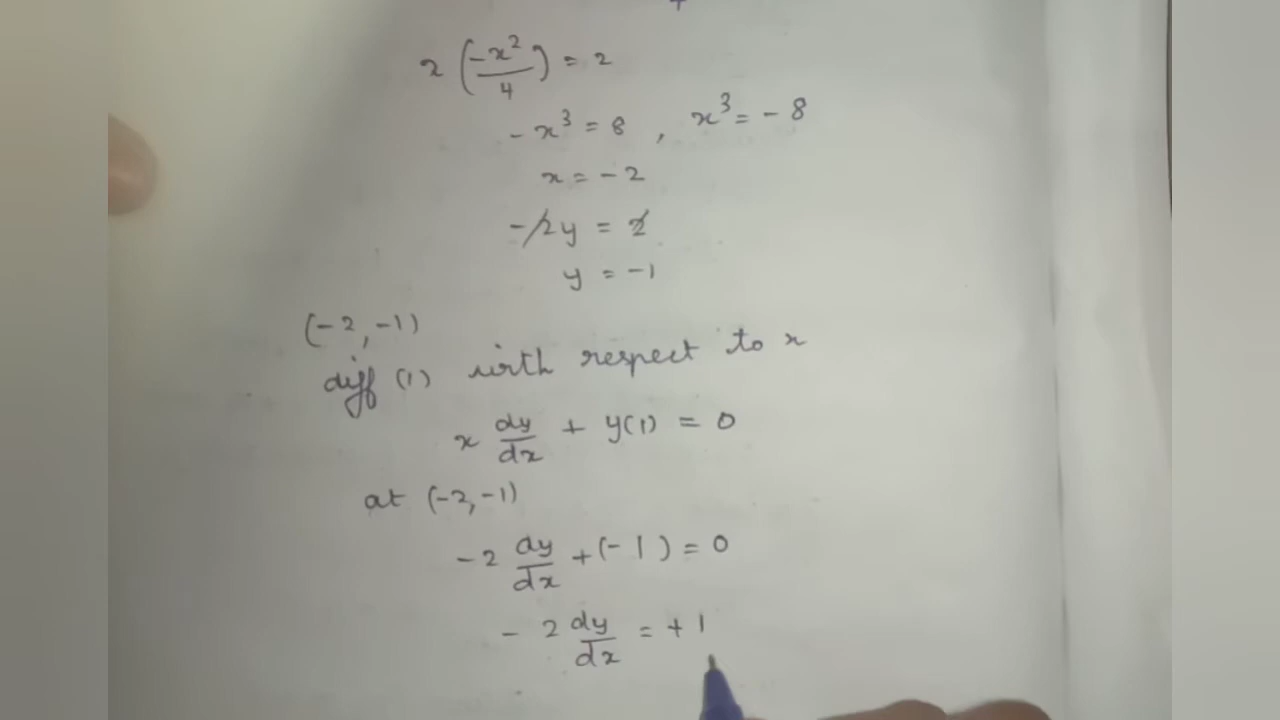 x (-x²/4) = 2
-x³ = 8 , x³ = -8
x = -2
-2y = 2
y = -1
(-2, -1)
diff (1) with respect to x
x dy/dx + y(1) = 0
at (-2, -1)
-2 dy/dx + (-1) = 0
- 2 dy/dx = + 1